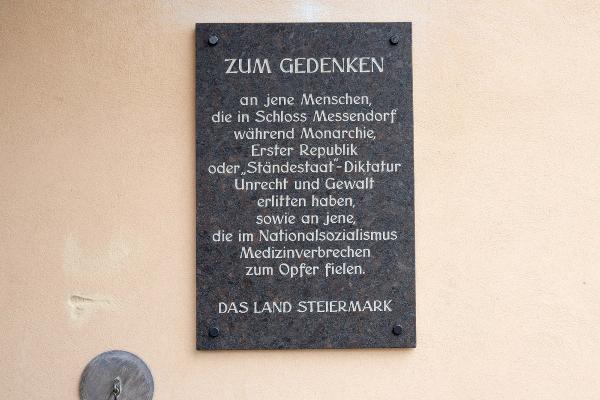 ZUM GEDENKEN
an jene Menschen,
die in Schloss Messendorf
während Monarchie,
Erster Republik
oder „Ständestaat“-Diktatur
Unrecht und Gewalt
erlitten haben,
sowie an jene,
die im Nationalsozialismus
Medizinverbrechen
zum Opfer fielen.
DAS LAND STEIERMARK